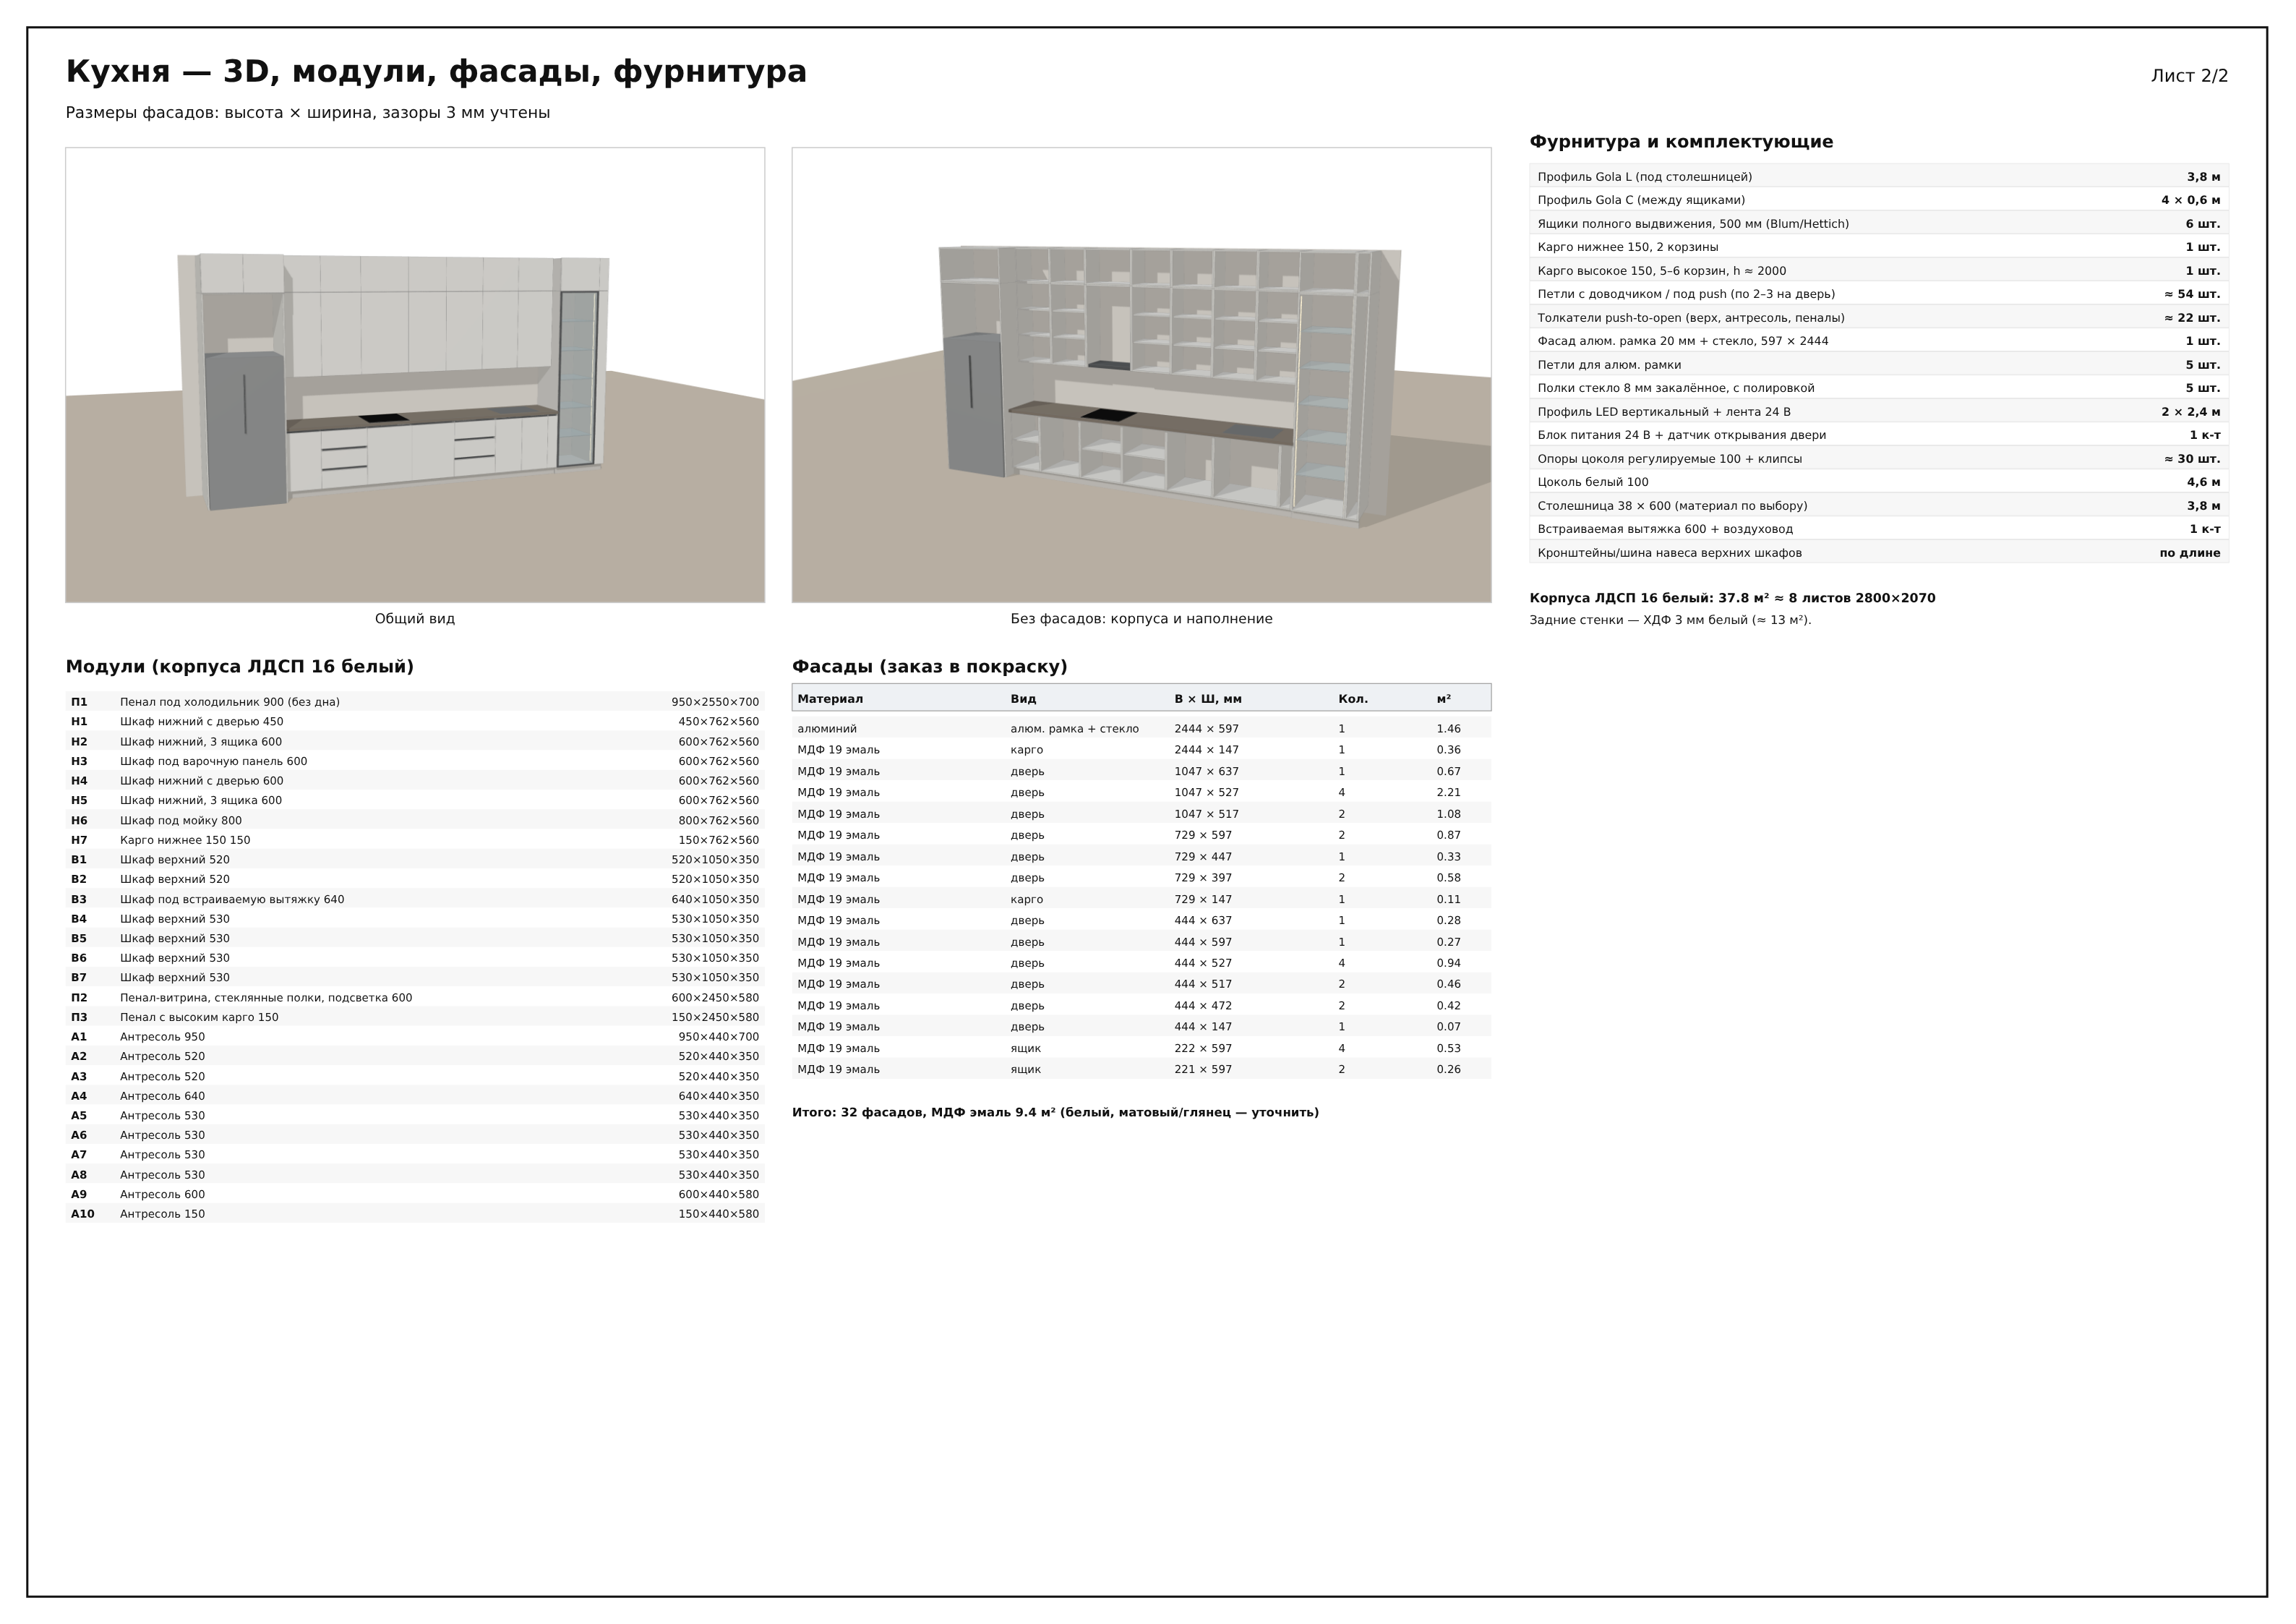 Кухня — 3D, модули, фасады, фурнитура
Лист 2/2
Размеры фасадов: высота × ширина, зазоры 3 мм учтены
Общий вид
Без фасадов: корпуса и наполнение
Фурнитура и комплектующие
Профиль Gola L (под столешницей) 3,8 м
Профиль Gola C (между ящиками) 4 × 0,6 м
Ящики полного выдвижения, 500 мм (Blum/Hettich) 6 шт.
Карго нижнее 150, 2 корзины 1 шт.
Карго высокое 150, 5–6 корзин, h ≈ 2000 1 шт.
Петли с доводчиком / под push (по 2–3 на дверь) ≈ 54 шт.
Толкатели push-to-open (верх, антресоль, пеналы) ≈ 22 шт.
Фасад алюм. рамка 20 мм + стекло, 597 × 2444 1 шт.
Петли для алюм. рамки 5 шт.
Полки стекло 8 мм закалённое, с полировкой 5 шт.
Профиль LED вертикальный + лента 24 В 2 × 2,4 м
Блок питания 24 В + датчик открывания двери 1 к-т
Опоры цоколя регулируемые 100 + клипсы ≈ 30 шт.
Цоколь белый 100 4,6 м
Столешница 38 × 600 (материал по выбору) 3,8 м
Встраиваемая вытяжка 600 + воздуховод 1 к-т
Кронштейны/шина навеса верхних шкафов по длине
Корпуса ЛДСП 16 белый: 37.8 м² ≈ 8 листов 2800×2070
Задние стенки — ХДФ 3 мм белый (≈ 13 м²).
Модули (корпуса ЛДСП 16 белый)
П1 Пенал под холодильник 900 (без дна) 950×2550×700
Н1 Шкаф нижний с дверью 450 450×762×560
Н2 Шкаф нижний, 3 ящика 600 600×762×560
Н3 Шкаф под варочную панель 600 600×762×560
Н4 Шкаф нижний с дверью 600 600×762×560
Н5 Шкаф нижний, 3 ящика 600 600×762×560
Н6 Шкаф под мойку 800 800×762×560
Н7 Карго нижнее 150 150 150×762×560
В1 Шкаф верхний 520 520×1050×350
В2 Шкаф верхний 520 520×1050×350
В3 Шкаф под встраиваемую вытяжку 640 640×1050×350
В4 Шкаф верхний 530 530×1050×350
В5 Шкаф верхний 530 530×1050×350
В6 Шкаф верхний 530 530×1050×350
В7 Шкаф верхний 530 530×1050×350
П2 Пенал-витрина, стеклянные полки, подсветка 600 600×2450×580
П3 Пенал с высоким карго 150 150×2450×580
А1 Антресоль 950 950×440×700
А2 Антресоль 520 520×440×350
А3 Антресоль 520 520×440×350
А4 Антресоль 640 640×440×350
А5 Антресоль 530 530×440×350
А6 Антресоль 530 530×440×350
А7 Антресоль 530 530×440×350
А8 Антресоль 530 530×440×350
А9 Антресоль 600 600×440×580
А10 Антресоль 150 150×440×580
Фасады (заказ в покраску)
Материал Вид В × Ш, мм Кол. м²
алюминий алюм. рамка + стекло 2444 × 597 1 1.46
МДФ 19 эмаль карго 2444 × 147 1 0.36
МДФ 19 эмаль дверь 1047 × 637 1 0.67
МДФ 19 эмаль дверь 1047 × 527 4 2.21
МДФ 19 эмаль дверь 1047 × 517 2 1.08
МДФ 19 эмаль дверь 729 × 597 2 0.87
МДФ 19 эмаль дверь 729 × 447 1 0.33
МДФ 19 эмаль дверь 729 × 397 2 0.58
МДФ 19 эмаль карго 729 × 147 1 0.11
МДФ 19 эмаль дверь 444 × 637 1 0.28
МДФ 19 эмаль дверь 444 × 597 1 0.27
МДФ 19 эмаль дверь 444 × 527 4 0.94
МДФ 19 эмаль дверь 444 × 517 2 0.46
МДФ 19 эмаль дверь 444 × 472 2 0.42
МДФ 19 эмаль дверь 444 × 147 1 0.07
МДФ 19 эмаль ящик 222 × 597 4 0.53
МДФ 19 эмаль ящик 221 × 597 2 0.26
Итого: 32 фасадов, МДФ эмаль 9.4 м² (белый, матовый/глянец — уточнить)